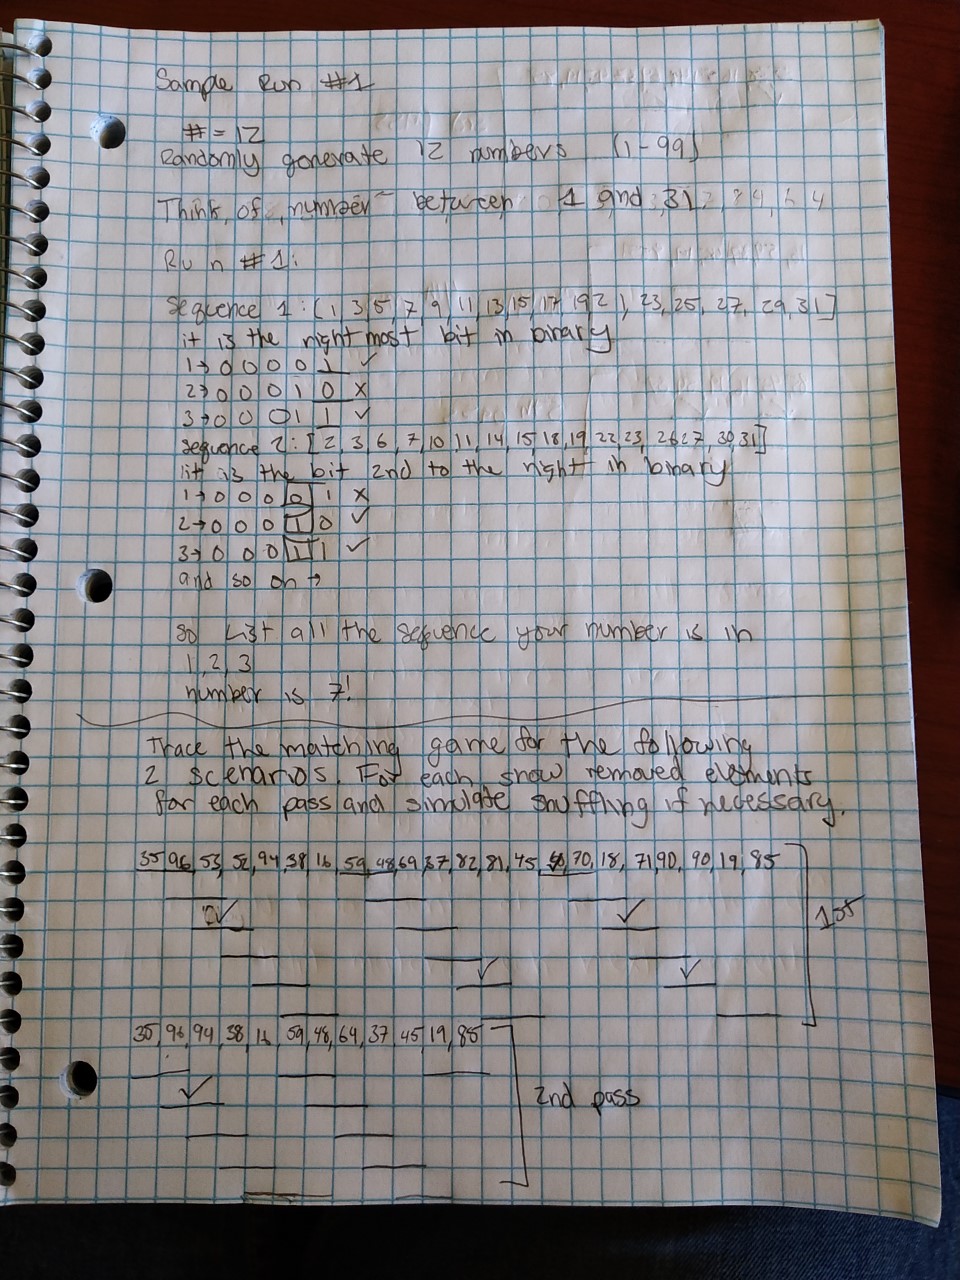 Sample Run #1
# = 12
Randomly generate 12 numbers (1-99)
Think of number between 1 and 31
Run #1:
Sequence 1: [1, 3, 5, 7, 9, 11, 13, 15, 17, 19 21, 23, 25, 27, 29, 31]
it is the right most bit in binary
1→0 0 0 0 1 ✓
2→0 0 0 1 0 x
3→0 0 0 1 1 ✓
Sequence 2: [2, 3, 6, 7, 10, 11, 14, 15, 18, 19, 22, 23, 26 27, 30, 31]
it is the bit 2nd to the right in binary
1→0 0 0 0 1 x
2→0 0 0 1 0 ✓
3→0 0 0 1 1 ✓
and so on →
So List all the sequence your number is in
1, 2, 3
number is 7!
Trace the matching game for the following
2 scenarios. For each show removed elements
for each pass and simulate shuffling if necessary.
35, 96, 53, 52, 94, 38, 16, 59, 48, 69, 37, 82, 81, 45, 70, 18, 71, 90, 90, 19, 85
1st
✓
✓
✓
✓
35, 96, 94, 38, 16, 59, 48, 64, 37, 45, 19, 85
✓
2nd pass